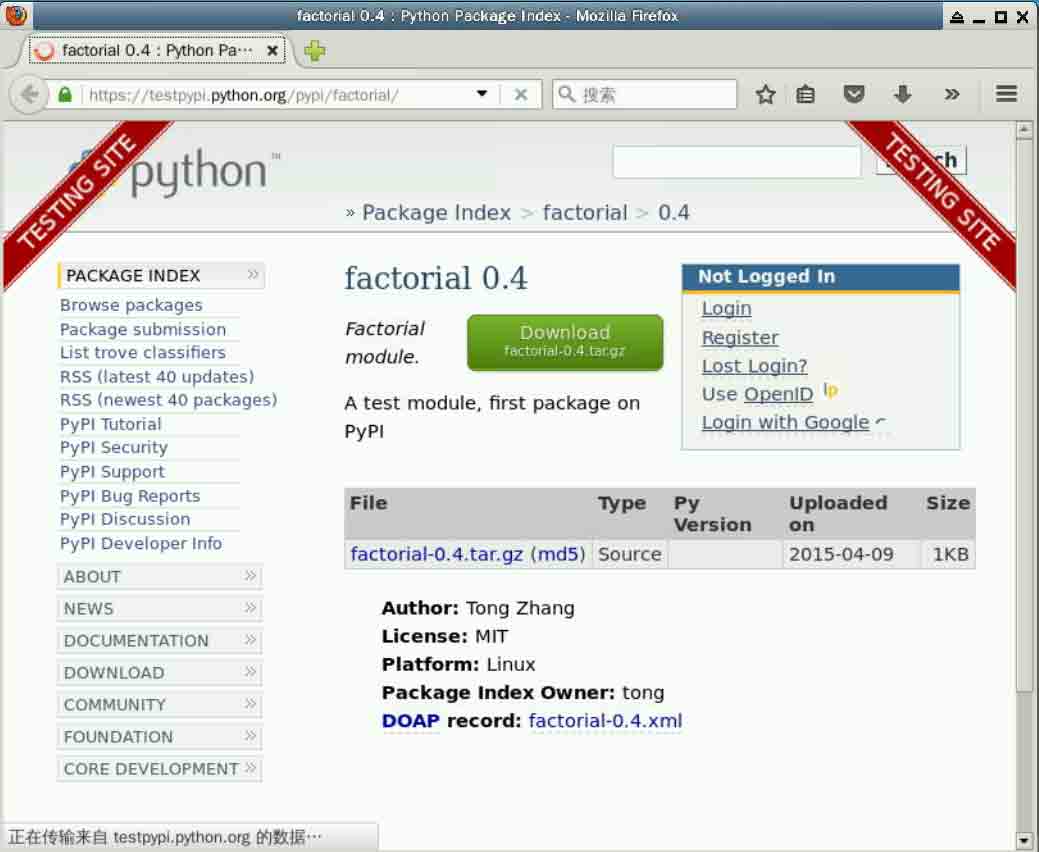 factorial 0.4 : Python Package Index - Mozilla Firefox
factorial 0.4 : Python Pa···
https://testpypi.python.org/pypi/factorial/
搜索
TESTING SITE
python™
TESTING SITE
» Package Index > factorial > 0.4
PACKAGE INDEX »
Browse packages
Package submission
List trove classifiers
RSS (latest 40 updates)
RSS (newest 40 packages)
PyPI Tutorial
PyPI Security
PyPI Support
PyPI Bug Reports
PyPI Discussion
PyPI Developer Info
ABOUT »
NEWS »
DOCUMENTATION »
DOWNLOAD »
COMMUNITY »
FOUNDATION »
CORE DEVELOPMENT »
factorial 0.4
Factorial
module.
Download
factorial-0.4.tar.gz
A test module, first package on
PyPI
Not Logged In
Login
Register
Lost Login?
Use OpenID lp
Login with Google
File Type Py Version Uploaded on Size
factorial-0.4.tar.gz (md5) Source 2015-04-09 1KB
Author: Tong Zhang
License: MIT
Platform: Linux
Package Index Owner: tong
DOAP record: factorial-0.4.xml
正在传输来自 testpypi.python.org 的数据···